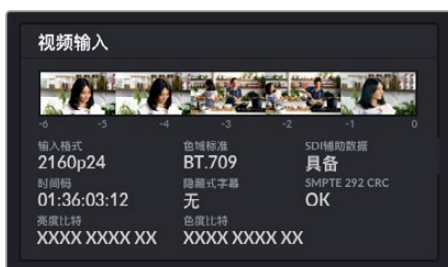 视频输入
-6 -5 -4 -3 -2 -1 0
输入格式 色域标准 SDI辅助数据
2160p24 BT.709 具备
时间码 隐藏式字幕 SMPTE 292 CRC
01:36:03:12 无 OK
亮度比特 色度比特
XXXX XXXX XX XXXX XXXX XX